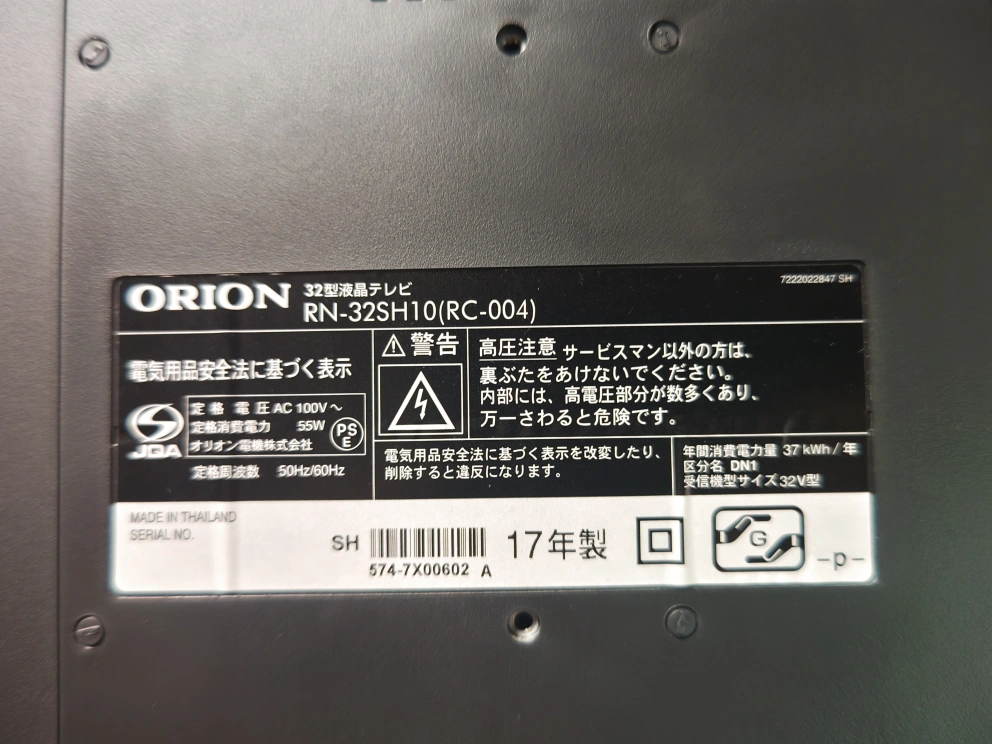 7222022847 SH
ORION
32型液晶テレビ
RN-32SH10(RC-004)
電気用品安全法に基づく表示
JQA
定格電圧 AC 100V～
定格消費電力 55W
オリオン電機株式会社
PS
E
定格周波数 50Hz/60Hz
警告
高圧注意 サービスマン以外の方は、
裏ぶたをあけないでください。
内部には、高電圧部分が数多くあり、
万一さわると危険です。
電気用品安全法に基づく表示を改変したり、
削除すると違反になります。
年間消費電力量 37 kWh/年
区分名 DN1
受信機型サイズ 32V型
MADE IN THAILAND
SERIAL NO.
SH
574-7X00602 A
17年製
G
-p-